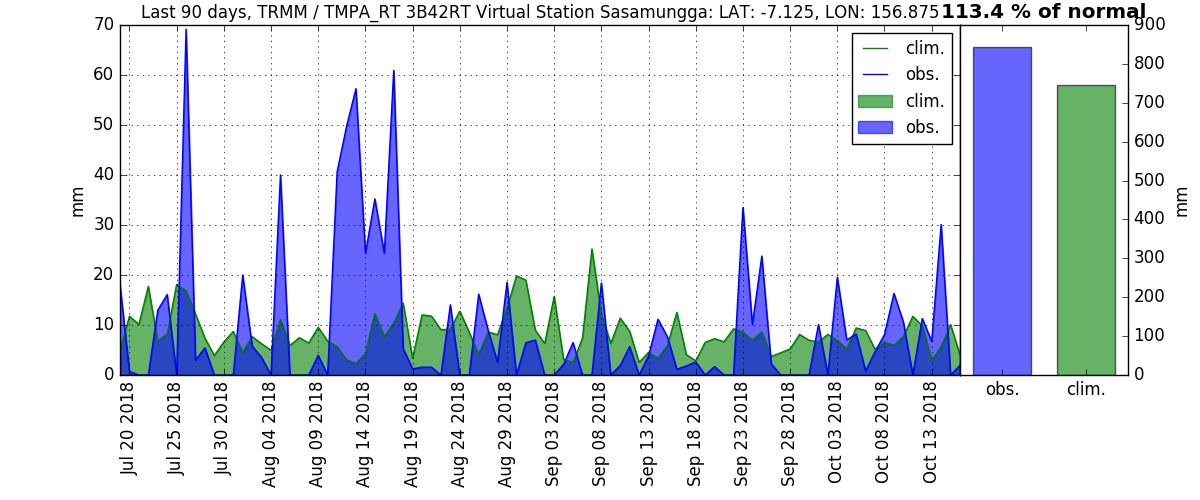 Last 90 days, TRMM / TMPA_RT 3B42RT Virtual Station Sasamungga: LAT: -7.125, LON: 156.875
113.4 % of normal
mm
70
60
50
40
30
20
10
0
clim.
obs.
clim.
obs.
Jul 20 2018
Jul 25 2018
Jul 30 2018
Aug 04 2018
Aug 09 2018
Aug 14 2018
Aug 19 2018
Aug 24 2018
Aug 29 2018
Sep 03 2018
Sep 08 2018
Sep 13 2018
Sep 18 2018
Sep 23 2018
Sep 28 2018
Oct 03 2018
Oct 08 2018
Oct 13 2018
900
800
700
600
500
400
300
200
100
0
mm
obs.
clim.